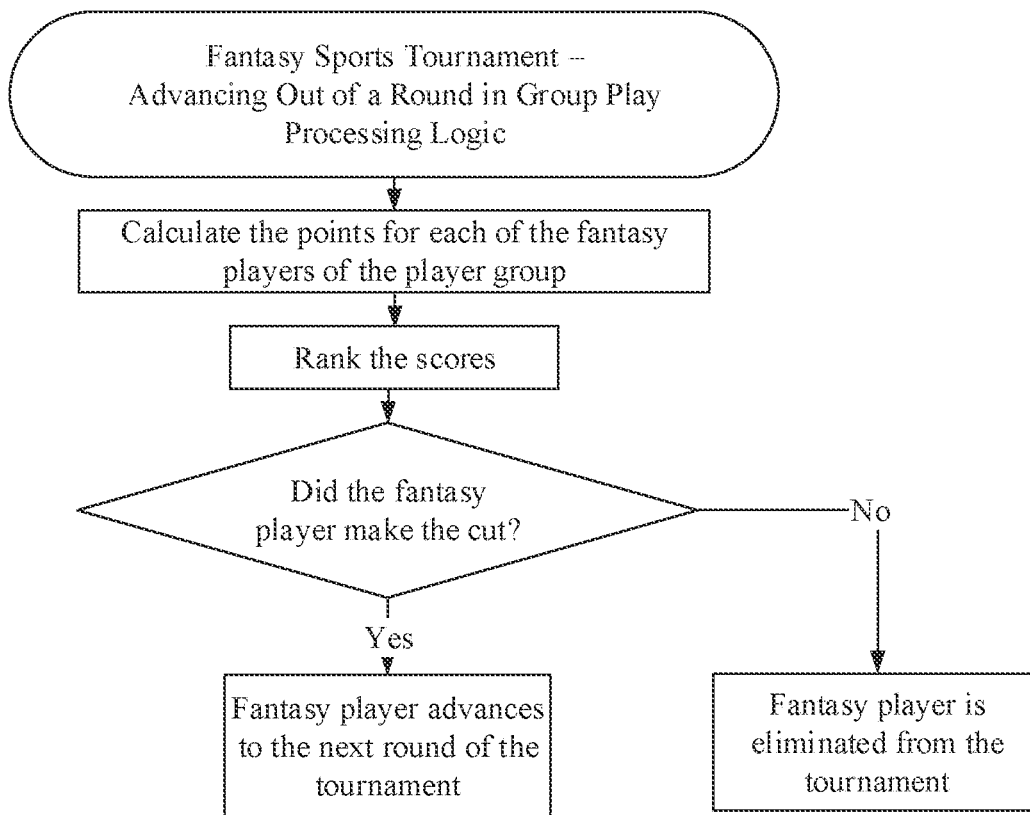 Fantasy Sports Tournament –
Advancing Out of a Round in Group Play
Processing Logic
Calculate the points for each of the fantasy
players of the player group
Rank the scores
Did the fantasy
player make the cut?
No
Yes
Fantasy player advances
to the next round of the
tournament
Fantasy player is
eliminated from the
tournament